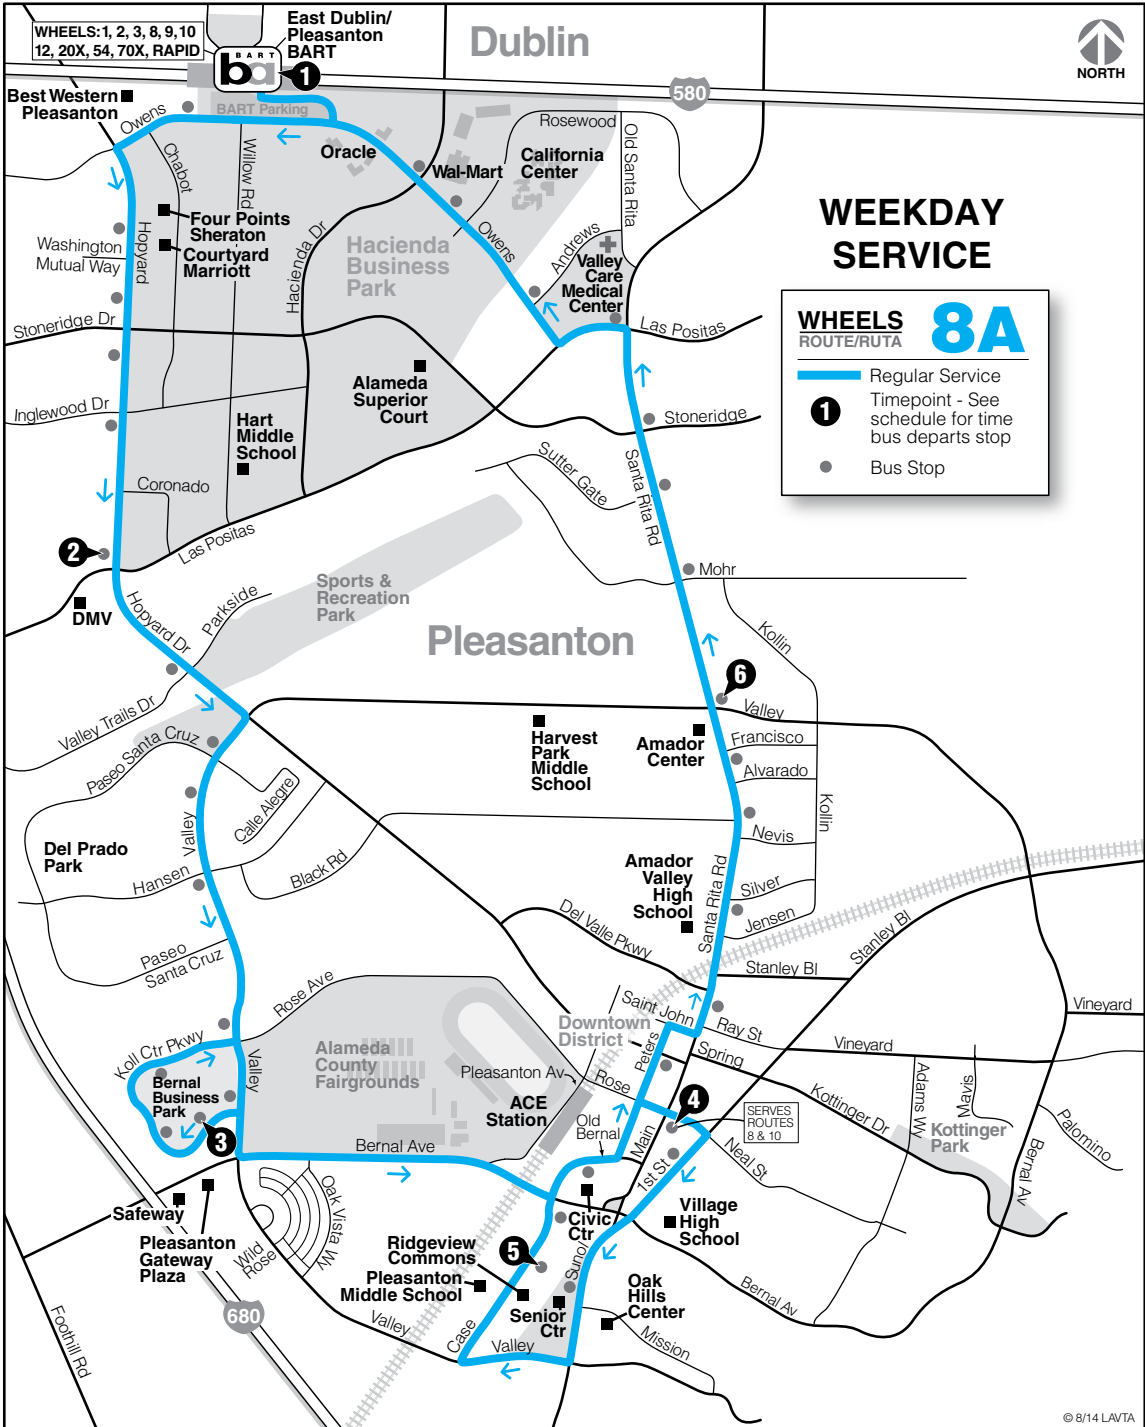 WHEELS: 1, 2, 3, 8, 9,10
12, 20X, 54, 70X, RAPID
East Dublin/
Pleasanton
BART
BART
ba
1
Dublin
NORTH
580
Best Western
Pleasanton
Owens
BART Parking
Oracle
Wal-Mart
California
Center
Rosewood
Old Santa Rita
Chabot
Willow Rd
Hacienda Dr
Hopyard
Four Points
Sheraton
Courtyard
Marriott
Washington
Mutual Way
Hacienda
Business
Park
Owens
Andrews
Valley
Care
Medical
Center
WEEKDAY
SERVICE
WHEELS
ROUTE/RUTA
8A
Regular Service
1
Timepoint - See
schedule for time
bus departs stop
Bus Stop
Stoneridge Dr
Las Positas
Inglewood Dr
Alameda
Superior
Court
Stoneridge
Hart
Middle
School
Coronado
Las Positas
Sutter Gate
Santa Rita Rd
2
DMV
Hopyard Dr
Parkside
Sports &
Recreation
Park
Pleasanton
Mohr
Kollin
6
Valley
Valley Trails Dr
Paseo Santa Cruz
Harvest
Park
Middle
School
Amador
Center
Francisco
Alvarado
Kollin
Nevis
Calle Alegre
Valley
Del Prado
Park
Hansen
Black Rd
Amador
Valley
High
School
Santa Rita Rd
Silver
Jensen
Del Valle Pkwy
Stanley Bl
Stanley Bl
Paseo
Santa Cruz
Rose Ave
Saint John
Ray St
Vineyard
Vineyard
Downtown
District
Peters
Spring
Koll Ctr Pkwy
Valley
Alameda
County
Fairgrounds
Pleasanton Av
Rose
Bernal
Business
Park
3
ACE
Station
Old
Bernal
Main
4
SERVES
ROUTES
8 & 10
Kottinger Dr
Adams Wy
Mavis
Kottinger
Park
Palomino
Bernal Av
Bernal Ave
1st St
Neal St
Safeway
Pleasanton
Gateway
Plaza
Oak Vista Wy
Wild
Rose
Civic
Ctr
Village
High
School
Ridgeview
Commons
5
Pleasanton
Middle School
Sunol
Senior
Ctr
Oak
Hills
Center
Bernal Av
680
Foothill Rd
Valley
Case
Valley
Mission
© 8/14 LAVTA